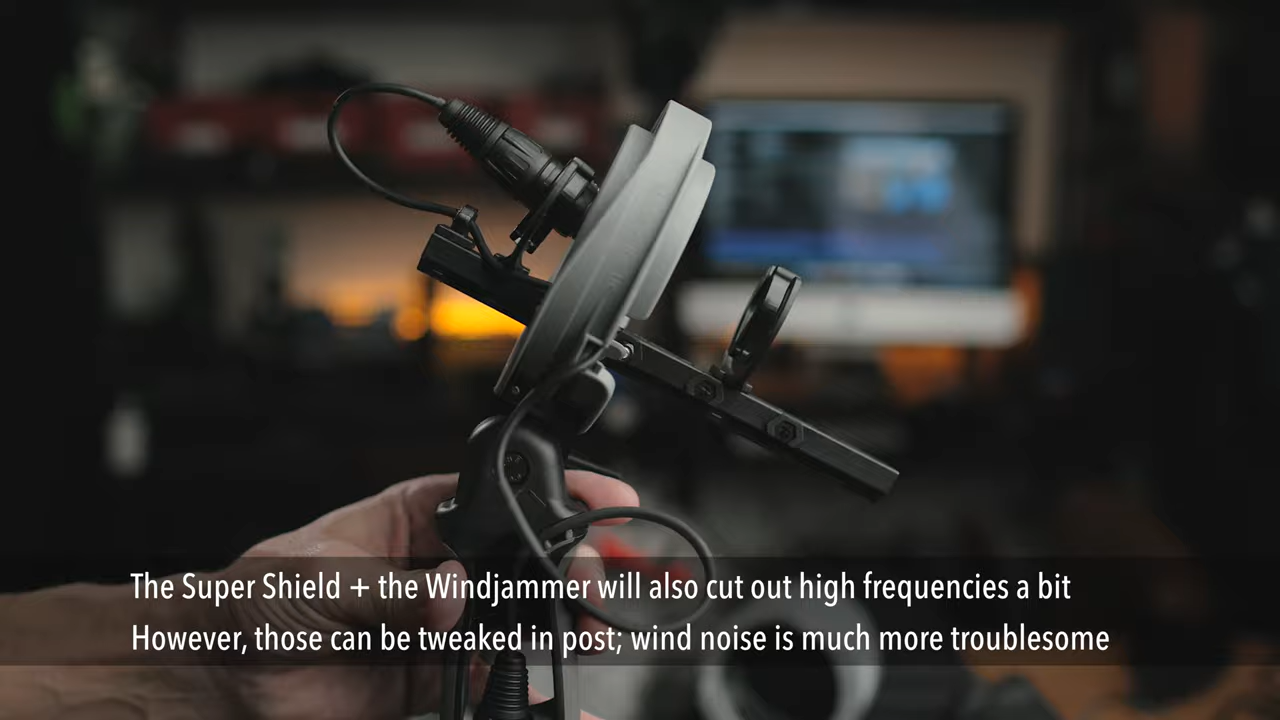 The Super Shield + the Windjammer will also cut out high frequencies a bit
However, those can be tweaked in post; wind noise is much more troublesome